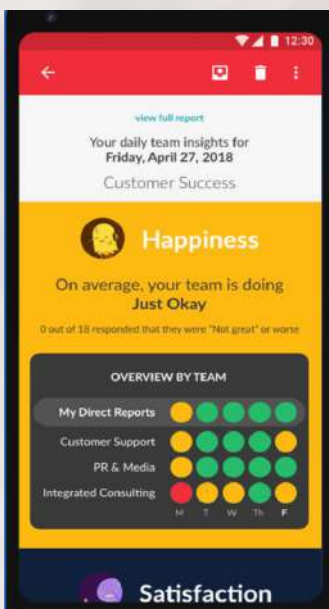 12:30
view full report
Your daily team insights for
Friday, April 27, 2018
Customer Success
Happiness
On average, your team is doing
Just Okay
0 out of 18 responded that they were "Not great" or worse
OVERVIEW BY TEAM
My Direct Reports
Customer Support
PR & Media
Integrated Consulting
M T W Th F
Satisfaction